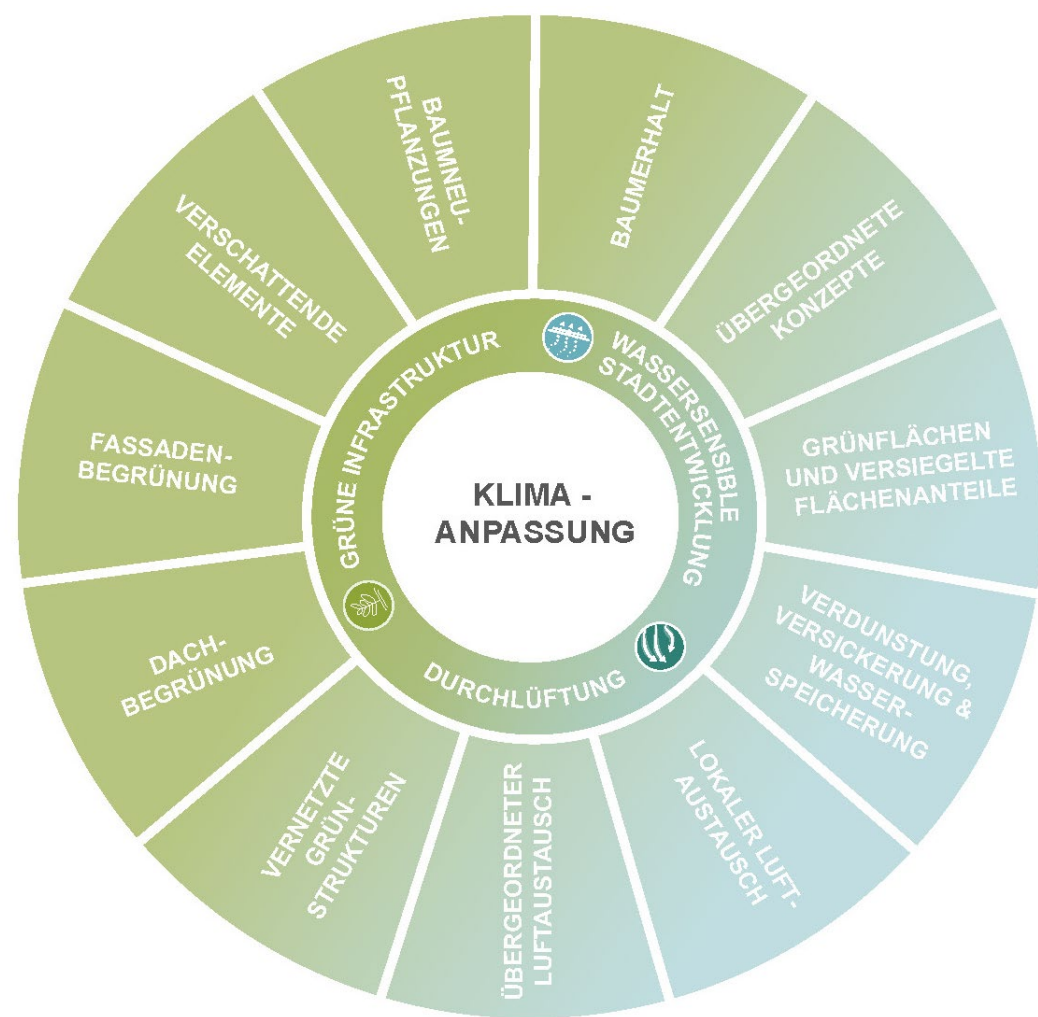 KLIMA -
ANPASSUNG
GRÜNE INFRASTRUKTUR
WASSERSENSIBLE
STADTENTWICKLUNG
DURCHLÜFTUNG
BAUMERHALT
ÜBERGEORDNETE
KONZEPTE
GRÜNFLÄCHEN
UND VERSIEGELTE
FLÄCHENANTEILE
VERDUNSTUNG,
VERSICKERUNG &
WASSER-
SPEICHERUNG
LOKALER LUFT-
AUSTAUSCH
ÜBERGEORDNETER
LUFTAUSTAUSCH
VERNETZTE
GRÜN-
STRUKTUREN
DACH-
BEGRÜNUNG
FASSADEN-
BEGRÜNUNG
VERSCHATTENDE
ELEMENTE
BAUMNEU-
PFLANZUNGEN